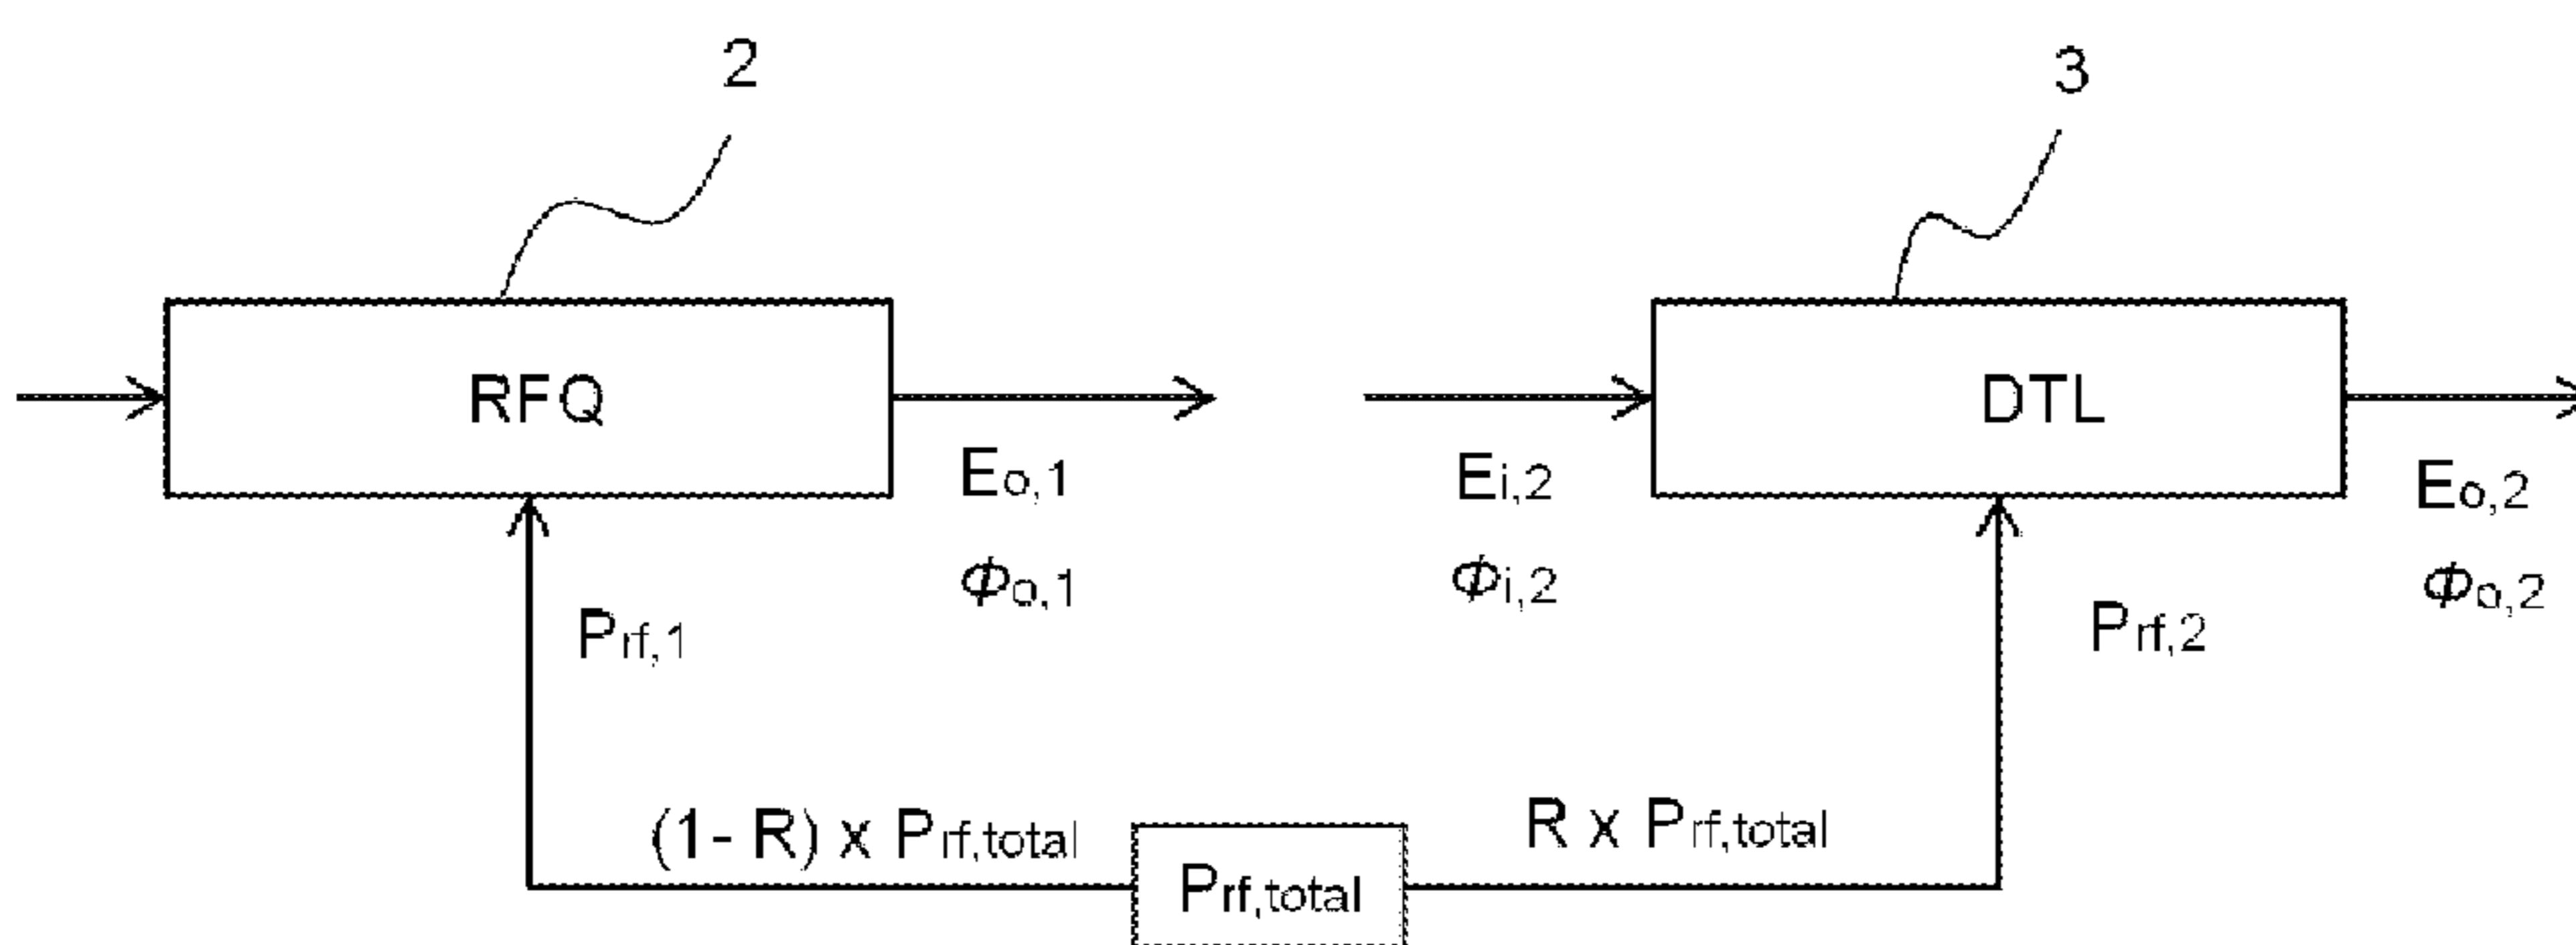 2
3
RFQ
DTL
Eo,1
Φo,1
Ei,2
Φi,2
Eo,2
Φo,2
Prf,1
Prf,2
(1- R) x Prf,total
R x Prf,total
Prf,total